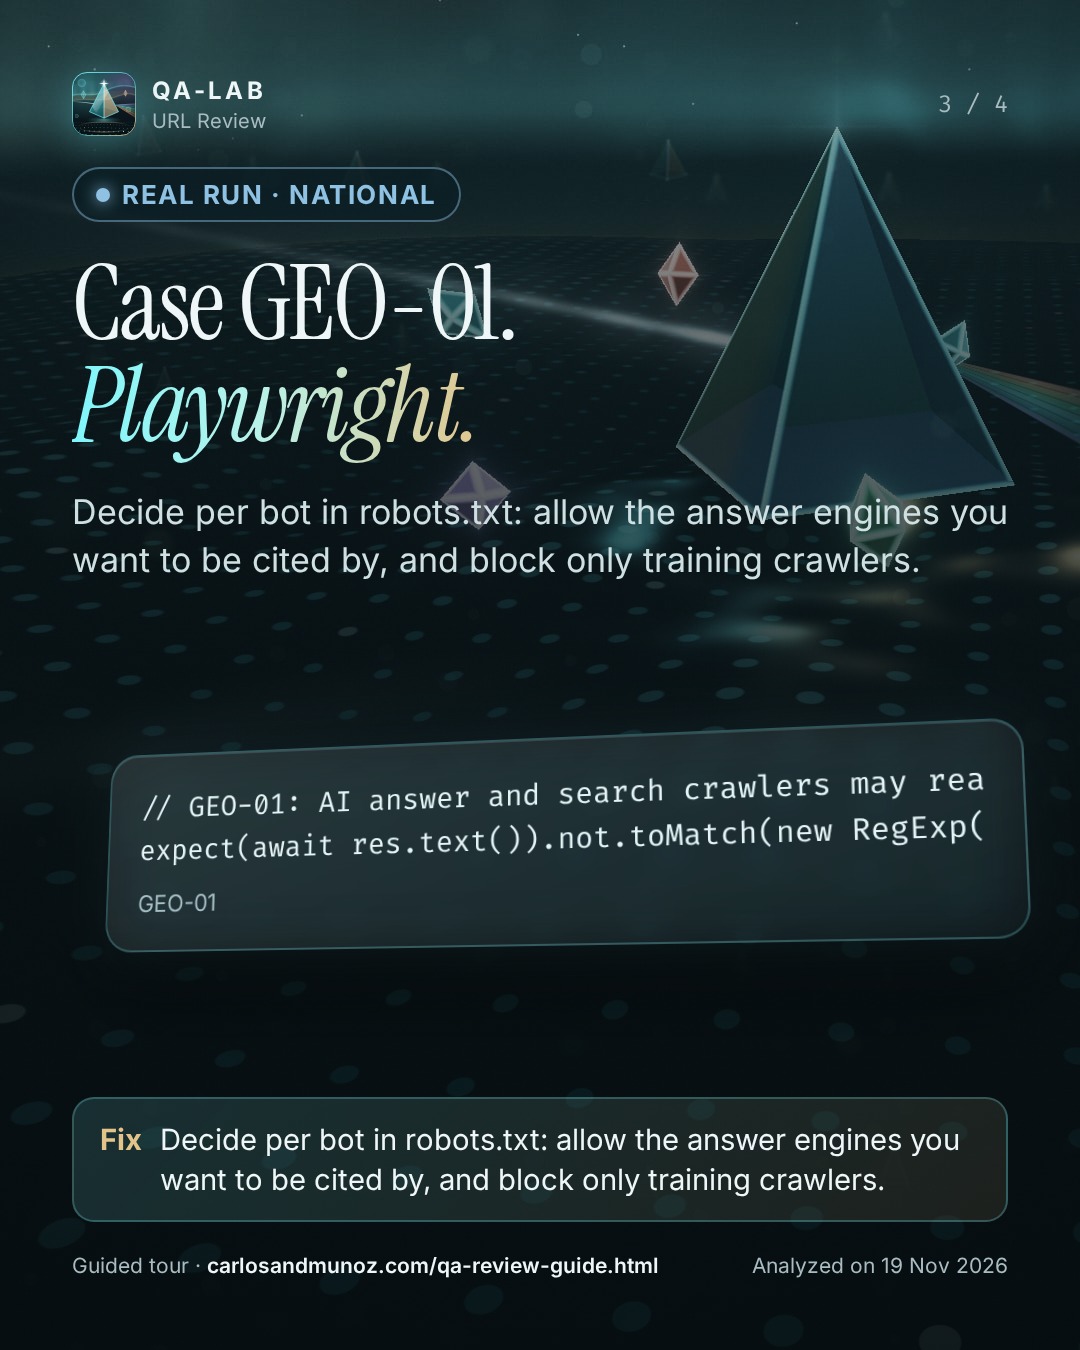 QA-LAB
URL Review
3 / 4
REAL RUN · NATIONAL
Case GEO-01.
Playwright.
Decide per bot in robots.txt: allow the answer engines you
want to be cited by, and block only training crawlers.
// GEO-01: AI answer and search crawlers may rea
expect(await res.text()).not.toMatch(new RegExp(
GEO-01
Fix Decide per bot in robots.txt: allow the answer engines you
want to be cited by, and block only training crawlers.
Guided tour · carlosandmunoz.com/qa-review-guide.html
Analyzed on 19 Nov 2026